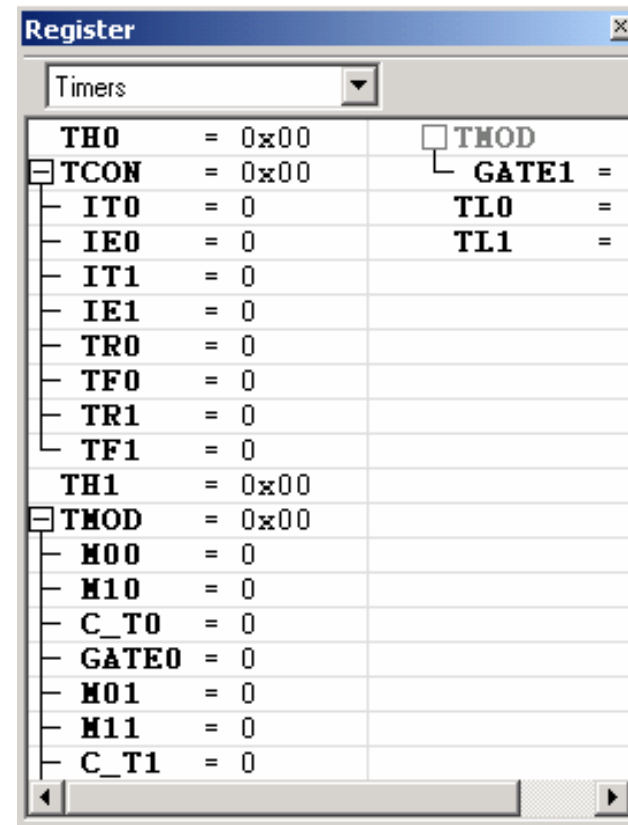 Register
Timers
TH0 = 0x00
TCON = 0x00
IT0 = 0
IE0 = 0
IT1 = 0
IE1 = 0
TR0 = 0
TF0 = 0
TR1 = 0
TF1 = 0
TH1 = 0x00
TMOD = 0x00
M00 = 0
M10 = 0
C_T0 = 0
GATE0 = 0
M01 = 0
M11 = 0
C_T1 = 0
TMOD
GATE1 =
TL0 =
TL1 =